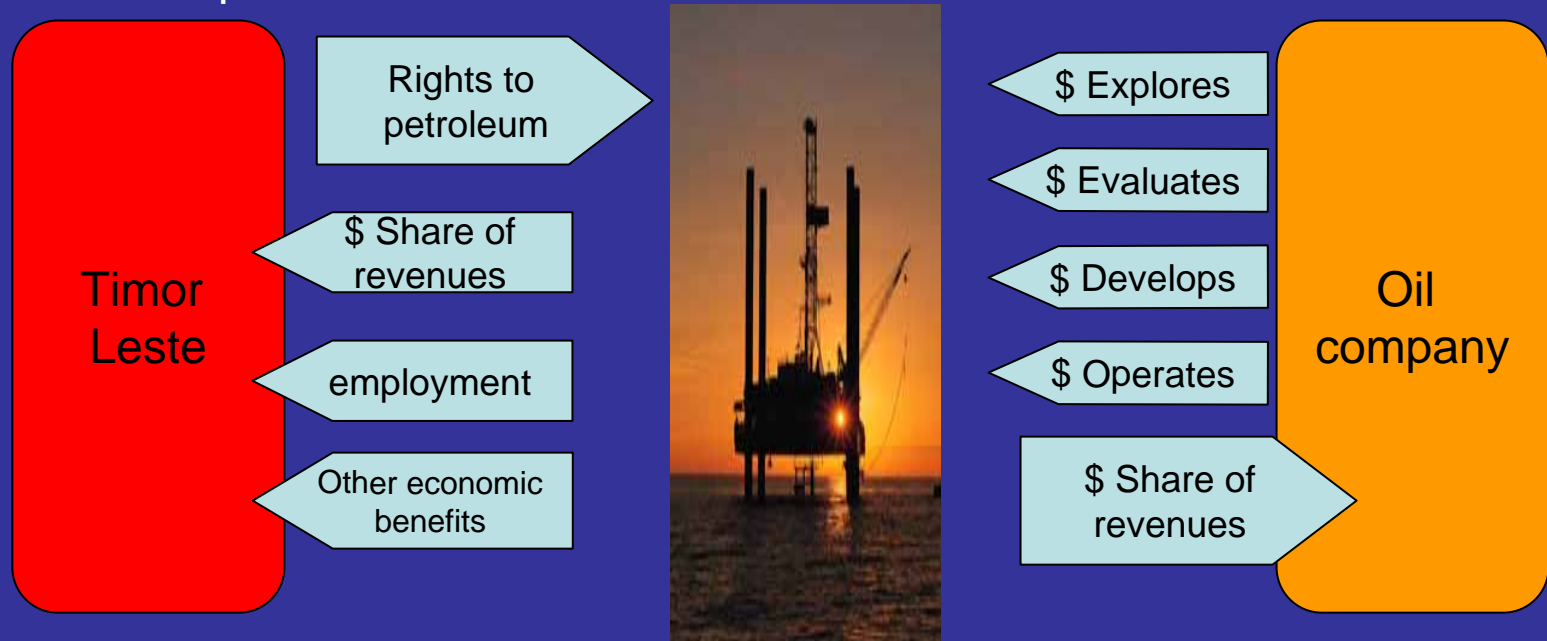 Timor
Leste
Rights to
petroleum
$ Share of
revenues
employment
Other economic
benefits
$ Explores
$ Evaluates
$ Develops
$ Operates
$ Share of
revenues
Oil
company